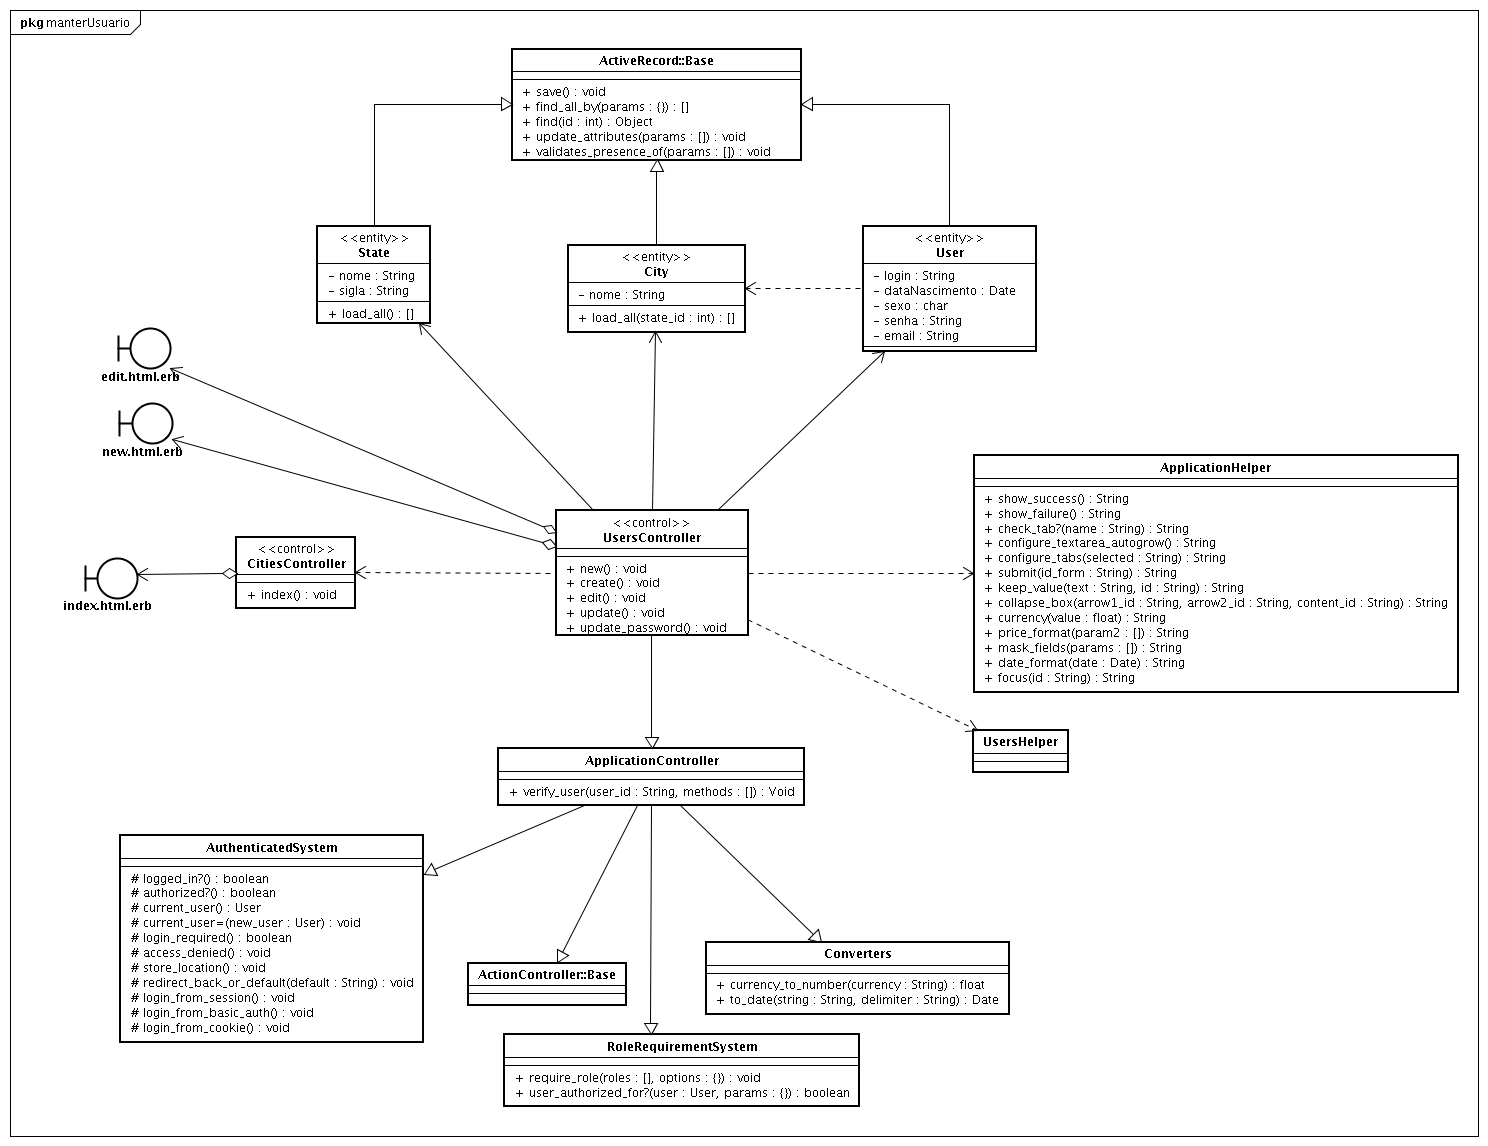 pkg manterUsuario
ActiveRecord::Base
+ save() : void
+ find_all_by(params : {}) : []
+ find(id : int) : Object
+ update_attributes(params : []) : void
+ validates_presence_of(params : []) : void
<<entity>>
State
- nome : String
- sigla : String
+ load_all() : []
<<entity>>
City
- nome : String
+ load_all(state_id : int) : []
<<entity>>
User
- login : String
- dataNascimento : Date
- sexo : char
- senha : String
- email : String
edit.html.erb
new.html.erb
index.html.erb
<<control>>
CitiesController
+ index() : void
<<control>>
UsersController
+ new() : void
+ create() : void
+ edit() : void
+ update() : void
+ update_password() : void
ApplicationHelper
+ show_success() : String
+ show_failure() : String
+ check_tab?(name : String) : String
+ configure_textarea_autogrow() : String
+ configure_tabs(selected : String) : String
+ submit(id_form : String) : String
+ keep_value(text : String, id : String) : String
+ collapse_box(arrow1_id : String, arrow2_id : String, content_id : String) : String
+ currency(value : float) : String
+ price_format(param2 : []) : String
+ mask_fields(params : []) : String
+ date_format(date : Date) : String
+ focus(id : String) : String
UsersHelper
ApplicationController
+ verify_user(user_id : String, methods : []) : Void
AuthenticatedSystem
# logged_in?() : boolean
# authorized?() : boolean
# current_user() : User
# current_user=(new_user : User) : void
# login_required() : boolean
# access_denied() : void
# store_location() : void
# redirect_back_or_default(default : String) : void
# login_from_session() : void
# login_from_basic_auth() : void
# login_from_cookie() : void
ActionController::Base
Converters
+ currency_to_number(currency : String) : float
+ to_date(string : String, delimiter : String) : Date
RoleRequirementSystem
+ require_role(roles : [], options : {}) : void
+ user_authorized_for?(user : User, params : {}) : boolean